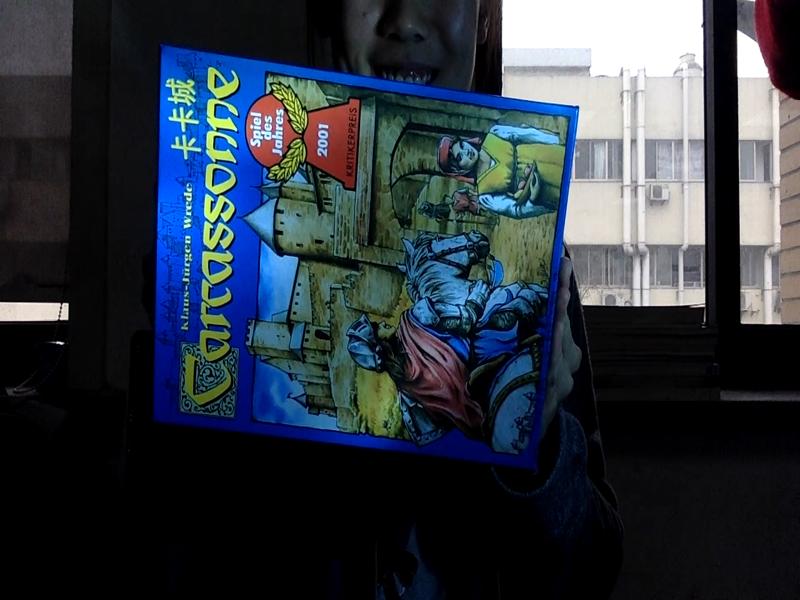 卡卡城
Klaus-Jürgen Wrede
Carcassonne
Spiel
des
Jahres
2001
KRITIKERPREIS